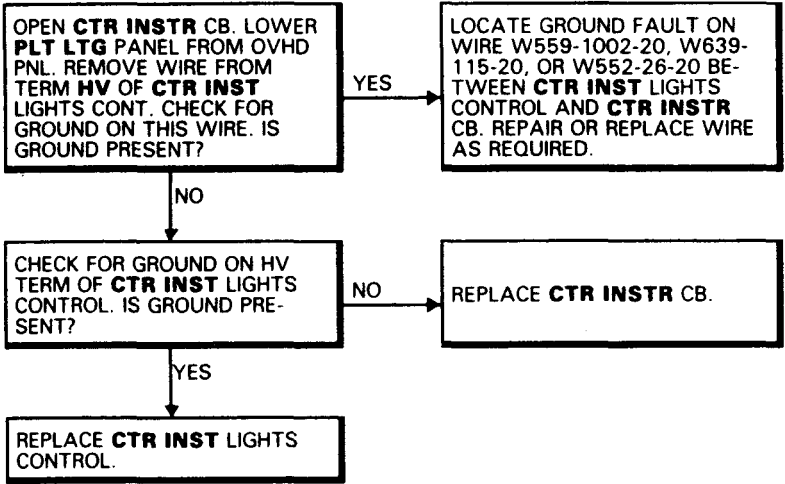 OPEN CTR INSTR CB. LOWER
PLT LTG PANEL FROM OVHD
PNL. REMOVE WIRE FROM
TERM HV OF CTR INST
LIGHTS CONT. CHECK FOR
GROUND ON THIS WIRE. IS
GROUND PRESENT?
YES
LOCATE GROUND FAULT ON
WIRE W559-1002-20, W639-
115-20, OR W552-26-20 BE-
TWEEN CTR INST LIGHTS
CONTROL AND CTR INSTR
CB. REPAIR OR REPLACE WIRE
AS REQUIRED.
NO
CHECK FOR GROUND ON HV
TERM OF CTR INST LIGHTS
CONTROL. IS GROUND PRE-
SENT?
NO
REPLACE CTR INSTR CB.
YES
REPLACE CTR INST LIGHTS
CONTROL.